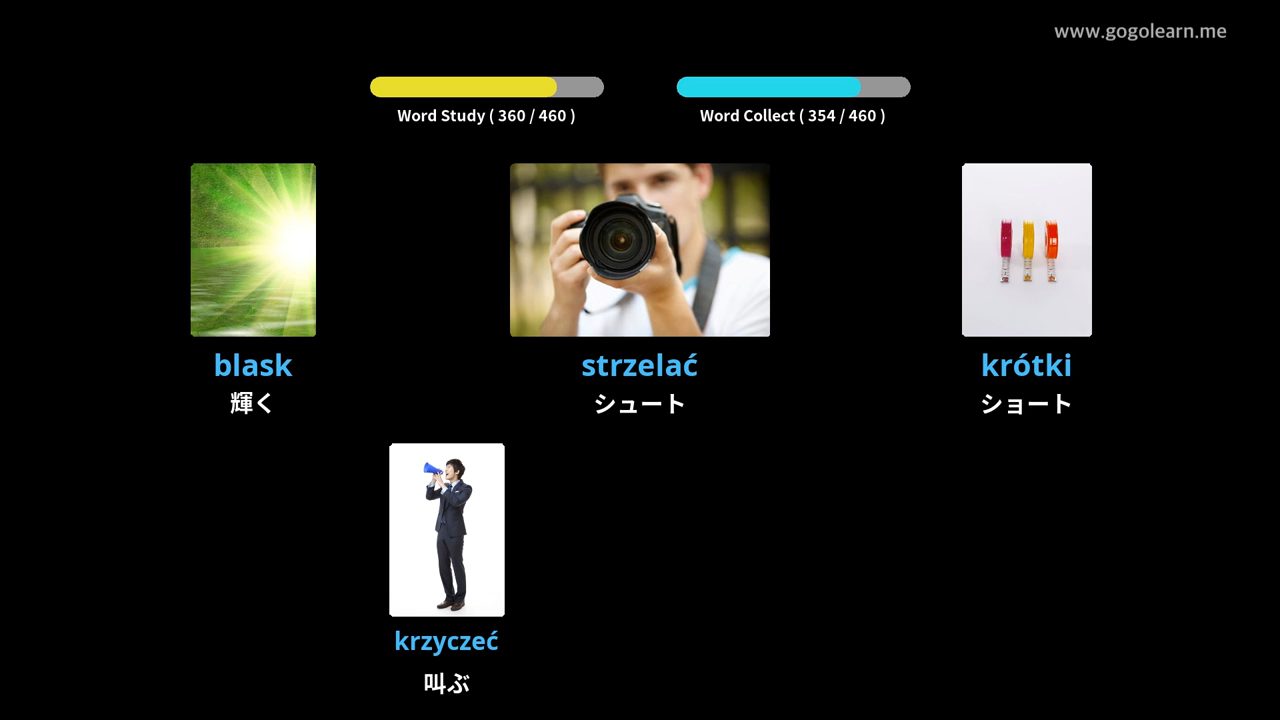 www.gogolearn.me
Word Study ( 360 / 460 )
Word Collect ( 354 / 460 )
blask
輝く
strzelać
シュート
krótki
ショート
krzyczeć
叫ぶ